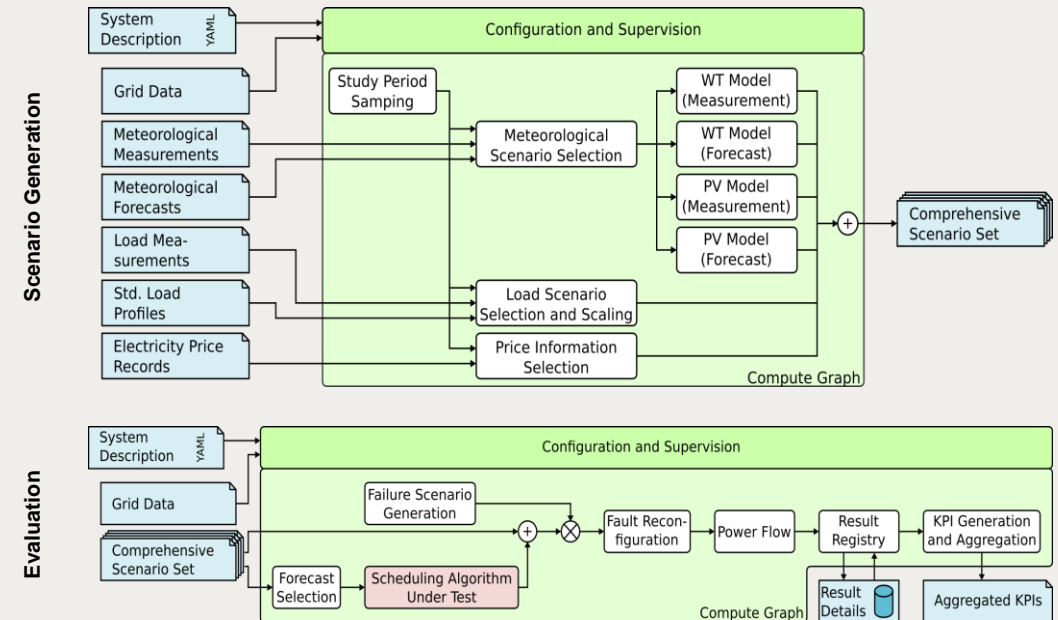 System
Description
YAML
Configuration and Supervision
Scenario Generation
Grid Data
Study Period
Samping
WT Model
(Measurement)
Meteorological
Measurements
Meteorological
Scenario Selection
WT Model
(Forecast)
Meteorological
Forecasts
PV Model
(Measurement)
Comprehensive
Scenario Set
Load Mea-
surements
PV Model
(Forecast)
Std. Load
Profiles
Load Scenario
Selection and Scaling
Electricity Price
Records
Price Information
Selection
Compute Graph
System
Description
YAML
Configuration and Supervision
Evaluation
Grid Data
Failure Scenario
Generation
Comprehensive
Scenario Set
Fault Recon-
figuration
Power Flow
Result
Registry
KPI Generation
and Aggregation
Forecast
Selection
Scheduling Algorithm
Under Test
Result
Details
Aggregated KPIs
Compute Graph